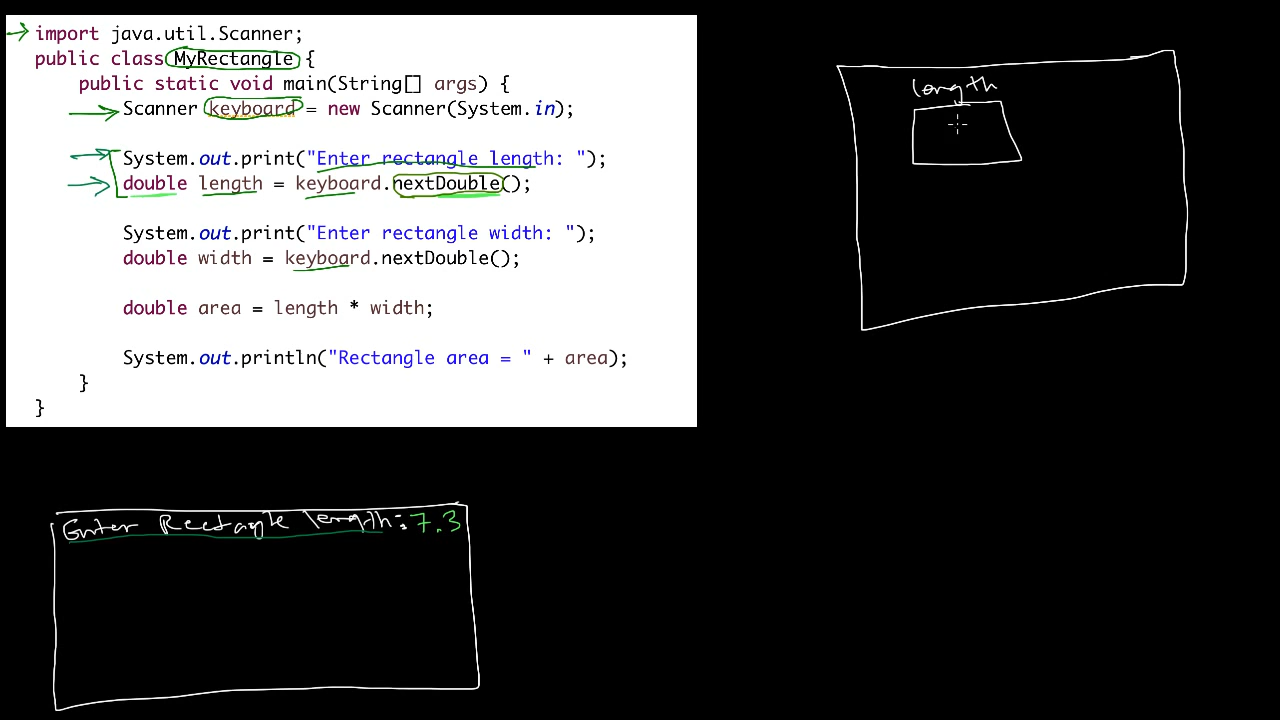 import java.util.Scanner;
public class MyRectangle {
public static void main(String[] args) {
Scanner keyboard = new Scanner(System.in);
System.out.print("Enter rectangle length: ");
double length = keyboard.nextDouble();
System.out.print("Enter rectangle width: ");
double width = keyboard.nextDouble();
double area = length * width;
System.out.println("Rectangle area = " + area);
}
}
length
Enter Rectangle length: 7.3